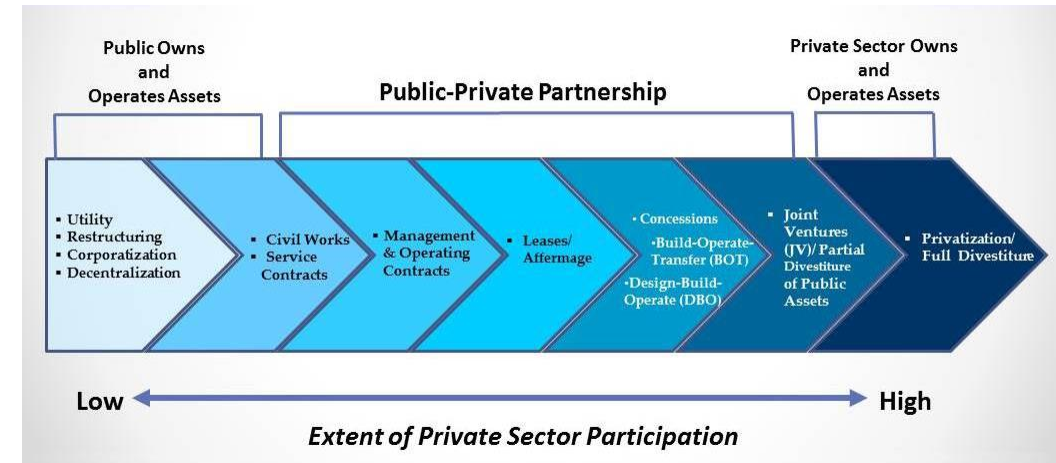 Public Owns
and
Operates Assets
Public-Private Partnership
Private Sector Owns
and
Operates Assets
▪ Utility
▪ Restructuring
▪ Corporatization
▪ Decentralization
▪ Civil Works
▪ Service
Contracts
▪ Management
& Operating
Contracts
▪ Leases/
Affermage
• Concessions
•Build-Operate-
Transfer (BOT)
•Design-Build-
Operate (DBO)
▪ Joint
Ventures
(JV)/ Partial
Divestiture
of Public
Assets
▪ Privatization/
Full Divestiture
Low
High
Extent of Private Sector Participation